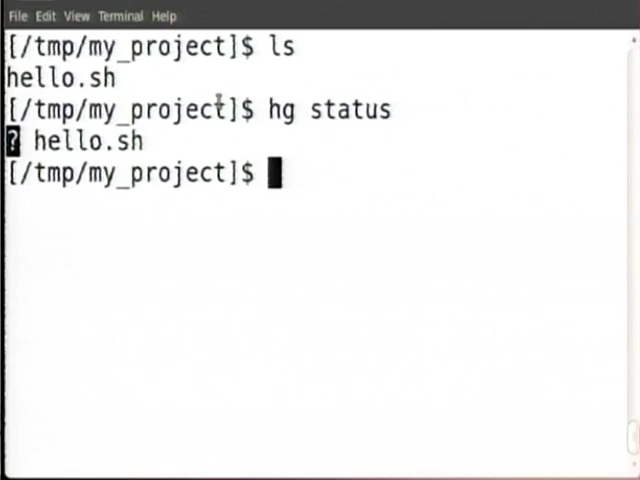 File Edit View Terminal Help
[/tmp/my_project]$ ls
hello.sh
[/tmp/my_project]$ hg status
? hello.sh
[/tmp/my_project]$